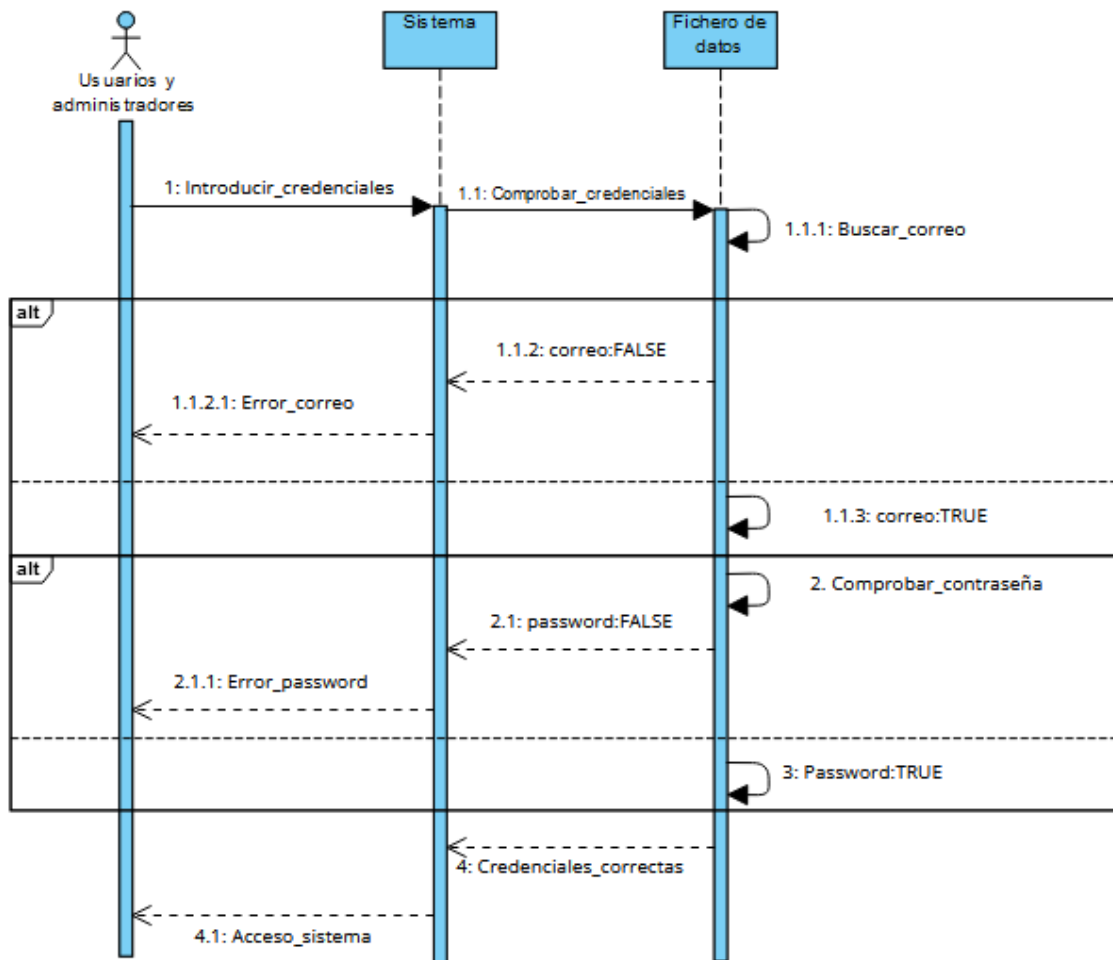 Sistema
Fichero de
datos
Usuarios y
administradores
1: Introducir_credenciales
1.1: Comprobar_credenciales
1.1.1: Buscar_correo
alt
1.1.2: correo:FALSE
1.1.2.1: Error_correo
1.1.3: correo:TRUE
alt
2. Comprobar_contraseña
2.1: password:FALSE
2.1.1: Error_password
3: Password:TRUE
4: Credenciales_correctas
4.1: Acceso_sistema